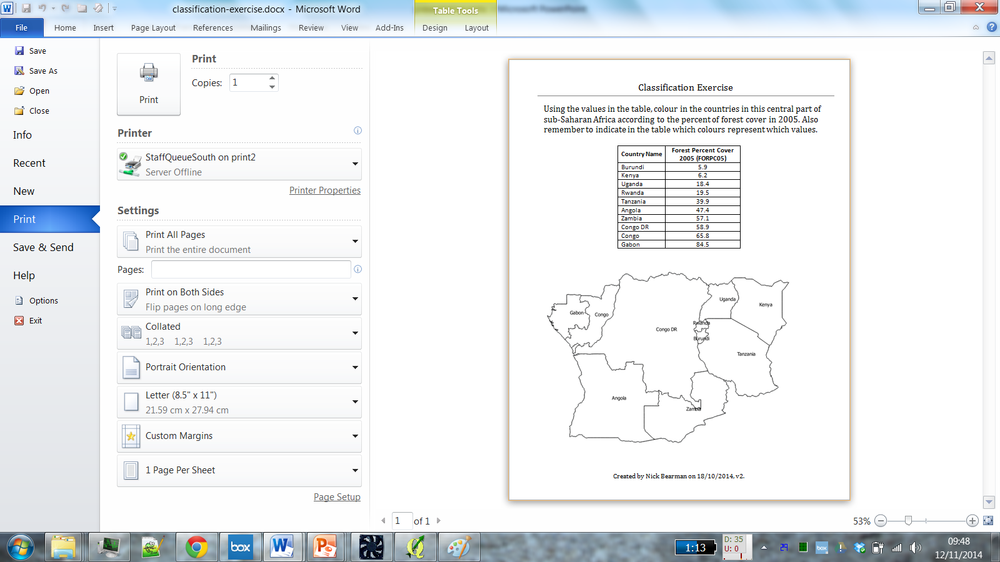 classification-exercise.docx - Microsoft Word
Table Tools
File
Home
Insert
Page Layout
References
Mailings
Review
View
Add-Ins
Design
Layout
Save
Save As
Open
Close
Info
Recent
New
Print
Save & Send
Help
Options
Exit
Print
Print
Copies: 1
Printer
StaffQueueSouth on print2
Server Offline
Printer Properties
Settings
Print All Pages
Print the entire document
Pages:
Print on Both Sides
Flip pages on long edge
Collated
1,2,3 1,2,3 1,2,3
Portrait Orientation
Letter (8.5" x 11")
21.59 cm x 27.94 cm
Custom Margins
1 Page Per Sheet
Page Setup
Classification Exercise
Using the values in the table, colour in the countries in this central part of
sub-Saharan Africa according to the percent of forest cover in 2005. Also
remember to indicate in the table which colours represent which values.
Country Name Forest Percent Cover
2005 (FORPC05)
Burundi 5.9
Kenya 6.2
Uganda 18.4
Rwanda 19.5
Tanzania 39.9
Angola 47.4
Zambia 57.1
Congo DR 58.9
Congo 65.8
Gabon 84.5
Uganda
Kenya
Gabon
Congo
Rwanda
Congo DR
Burundi
Tanzania
Angola
Zambia
Created by Nick Bearman on 18/10/2014, v2.
1 of 1
53%
box
1:13
D: 35
U: 0
29
box
09:48
12/11/2014